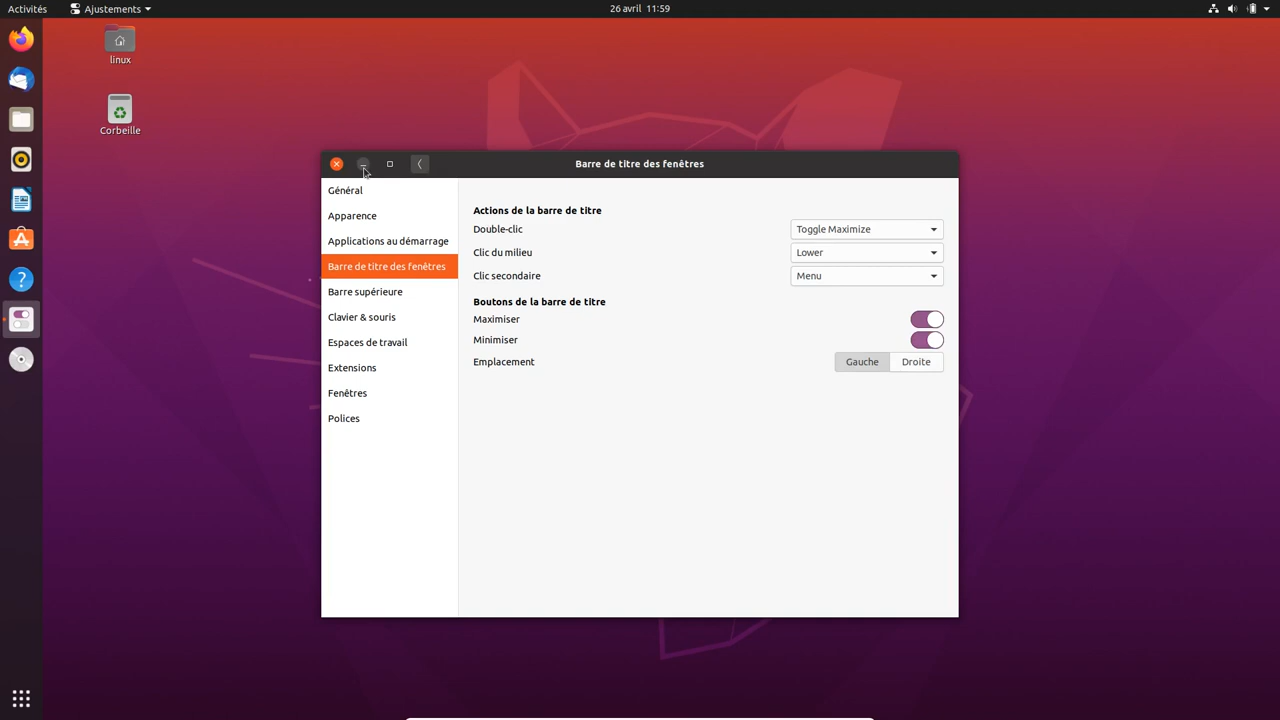 Activités
Ajustements
26 avril 11:59
linux
Corbeille
Barre de titre des fenêtres
Général
Apparence
Applications au démarrage
Barre de titre des fenêtres
Barre supérieure
Clavier & souris
Espaces de travail
Extensions
Fenêtres
Polices
Actions de la barre de titre
Double-clic
Toggle Maximize
Clic du milieu
Lower
Clic secondaire
Menu
Boutons de la barre de titre
Maximiser
Minimiser
Emplacement
Gauche
Droite